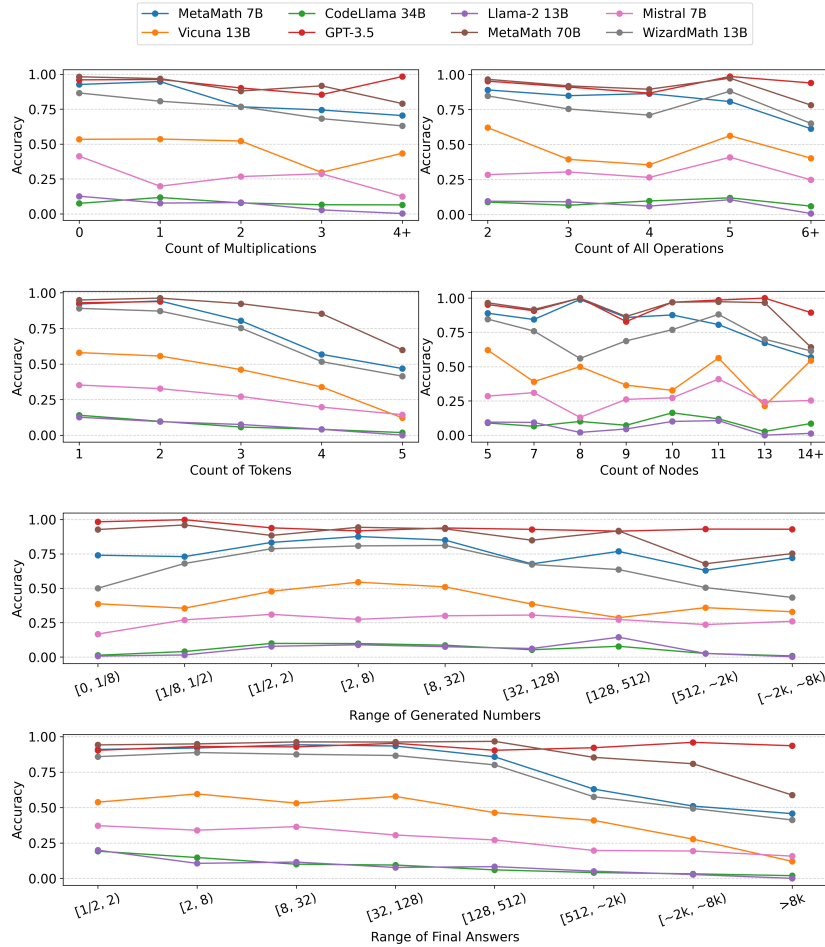 MetaMath 7B CodeLlama 34B Llama-2 13B Mistral 7B
Vicuna 13B GPT-3.5 MetaMath 70B WizardMath 13B
1.00 0.75 0.50 0.25 0.00
Accuracy
0 1 2 3 4+
Count of Multiplications
1.00 0.75 0.50 0.25 0.00
Accuracy
2 3 4 5 6+
Count of All Operations
1.00 0.75 0.50 0.25 0.00
Accuracy
1 2 3 4 5
Count of Tokens
1.00 0.75 0.50 0.25 0.00
Accuracy
5 7 8 9 10 11 13 14+
Count of Nodes
1.00 0.75 0.50 0.25 0.00
Accuracy
[0, 1/8) [1/8, 1/2) [1/2, 2) [2, 8) [8, 32) [32, 128) [128, 512) [512, ~2k) [~2k, ~8k)
Range of Generated Numbers
1.00 0.75 0.50 0.25 0.00
Accuracy
[1/2, 2) [2, 8) [8, 32) [32, 128) [128, 512) [512, ~2k) [~2k, ~8k) >8k
Range of Final Answers